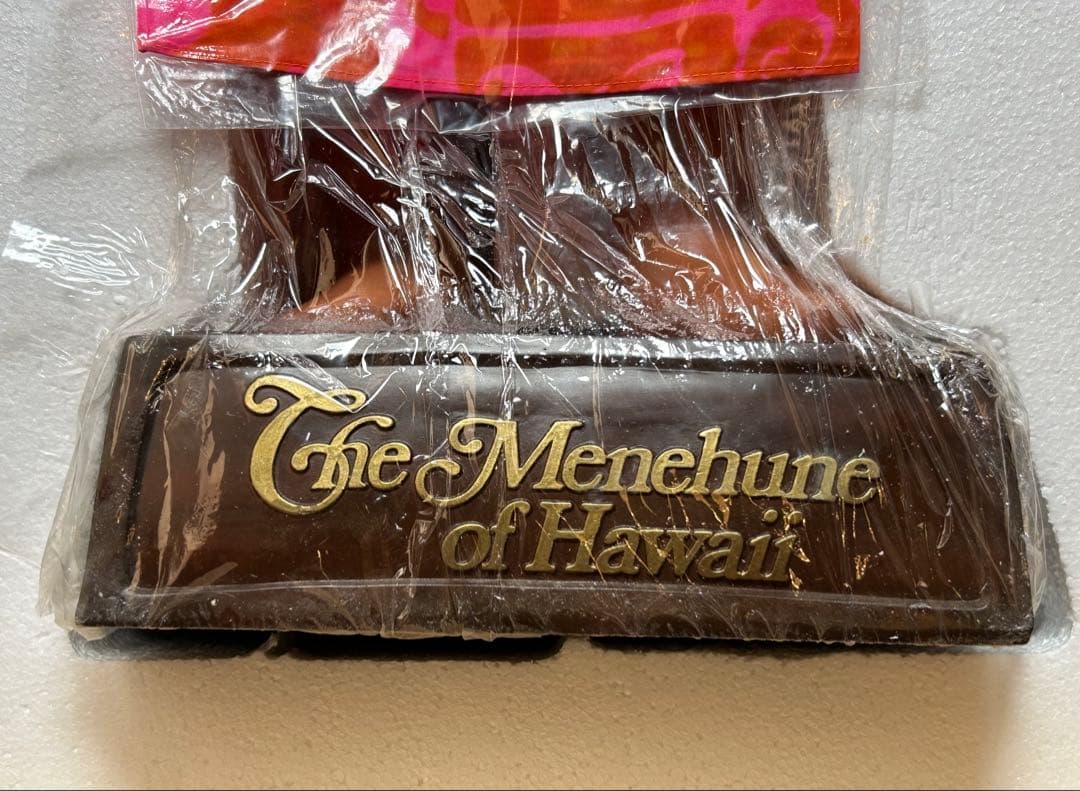 The Menehune
of Hawaii